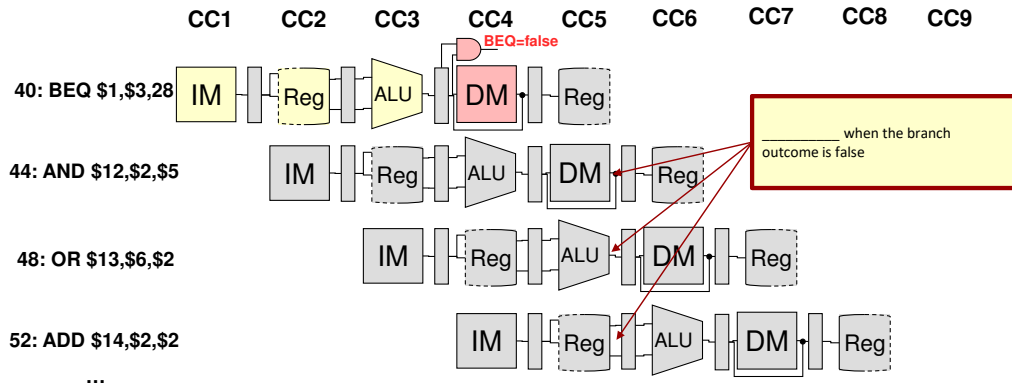 CC1 CC2 CC3 CC4 CC5 CC6 CC7 CC8 CC9
BEQ=false
40: BEQ $1,$3,28 IM Reg ALU DM Reg
__________ when the branch
outcome is false
44: AND $12,$2,$5 IM Reg ALU DM Reg
48: OR $13,$6,$2 IM Reg ALU DM Reg
52: ADD $14,$2,$2 IM Reg ALU DM Reg
...